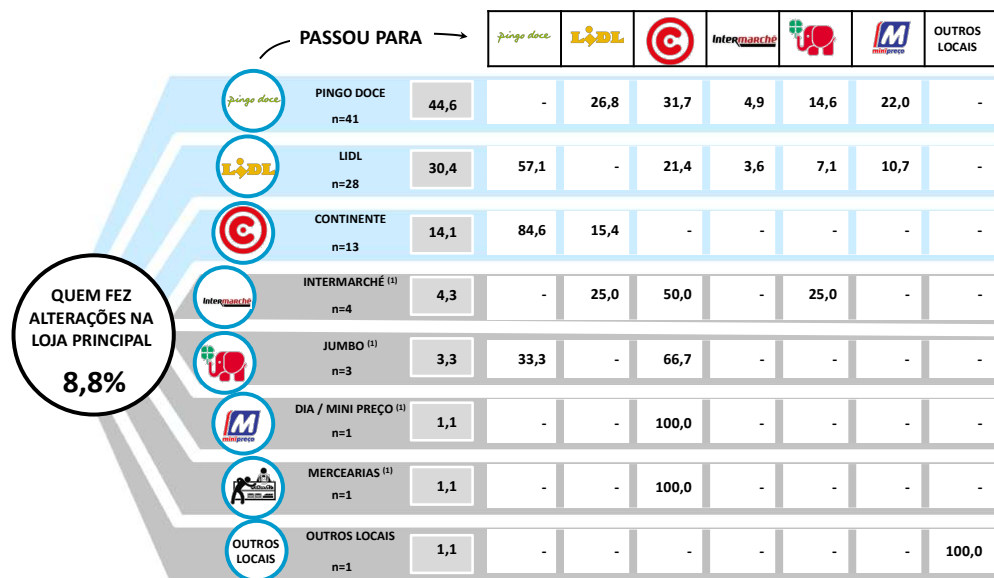 PASSOU PARA
pingo doce LIDL C Intermarché M minipreço OUTROS LOCAIS
pingo doce PINGO DOCE n=41 44,6 - 26,8 31,7 4,9 14,6 22,0 -
LIDL LIDL n=28 30,4 57,1 - 21,4 3,6 7,1 10,7 -
C CONTINENTE n=13 14,1 84,6 15,4 - - - - -
Intermarché INTERMARCHÉ (1) n=4 4,3 - 25,0 50,0 - 25,0 - -
JUMBO (1) n=3 3,3 33,3 - 66,7 - - - -
M minipreço DIA / MINI PREÇO (1) n=1 1,1 - - 100,0 - - - -
MERCEARIAS (1) n=1 1,1 - - 100,0 - - - -
OUTROS LOCAIS OUTROS LOCAIS n=1 1,1 - - - - - - 100,0
QUEM FEZ
ALTERAÇÕES NA
LOJA PRINCIPAL
8,8%